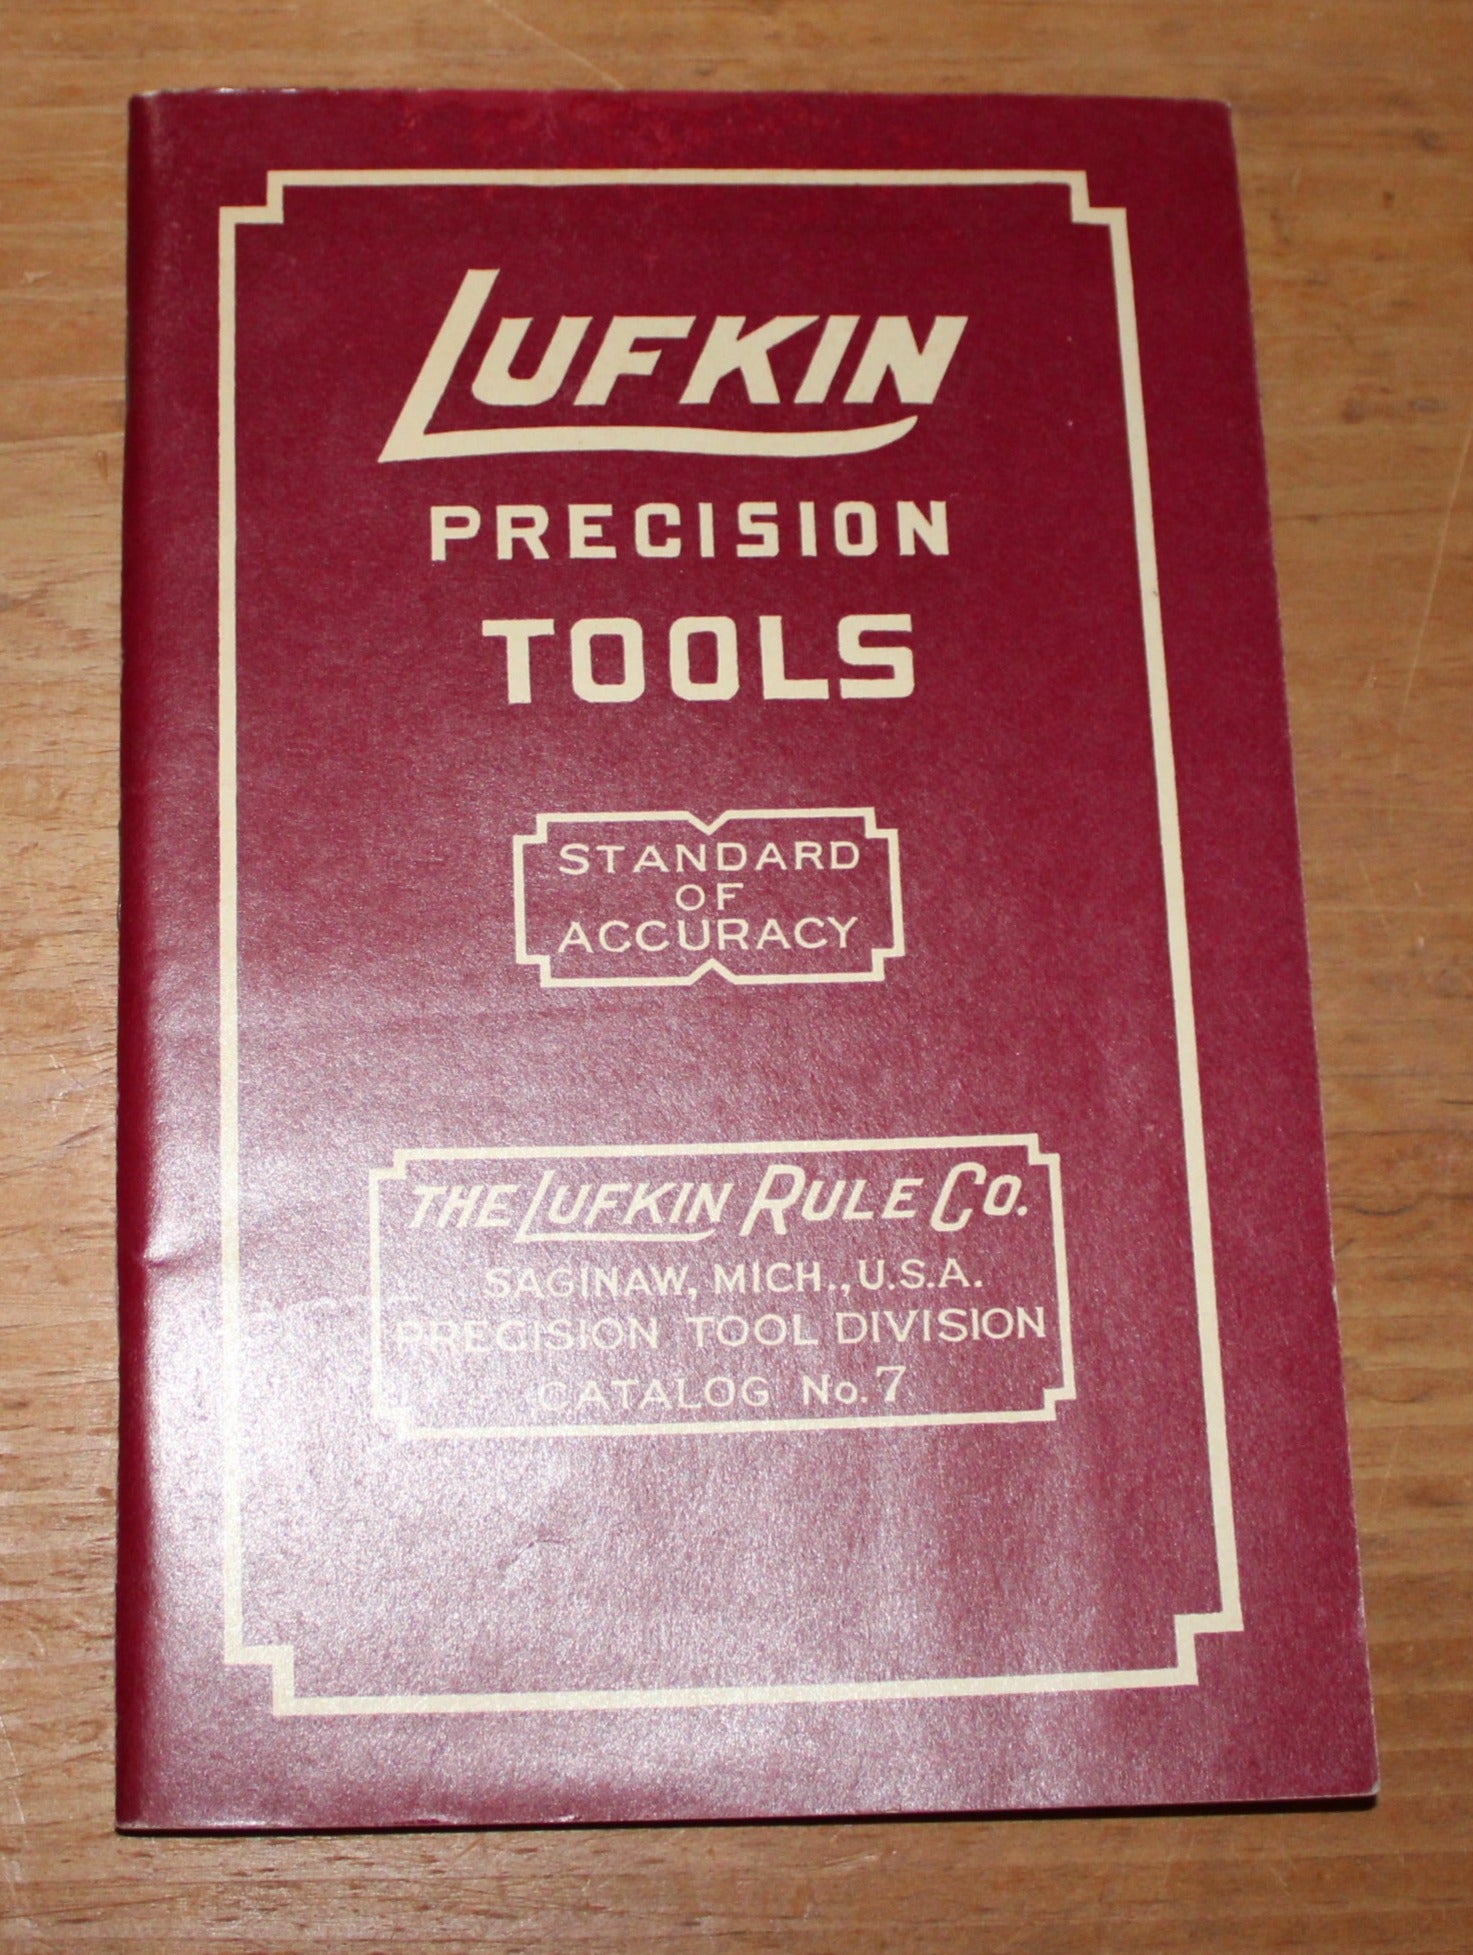 LUFKIN
PRECISION
TOOLS
STANDARD
OF
ACCURACY
THE LUFKIN RULE CO.
SAGINAW, MICH., U.S.A.
PRECISION TOOL DIVISION
CATALOG No. 7